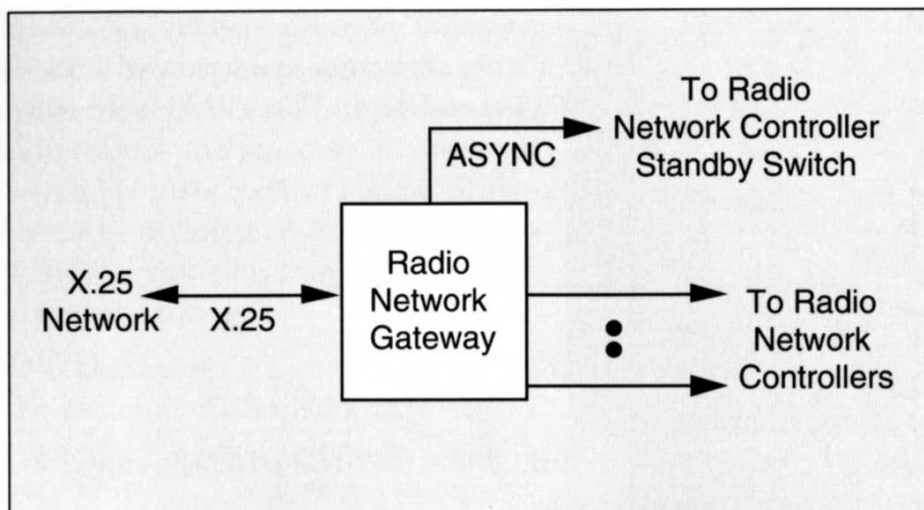 To Radio
Network Controller
Standby Switch
ASYNC
Radio
Network
Gateway
X.25
Network
X.25
To Radio
Network
Controllers